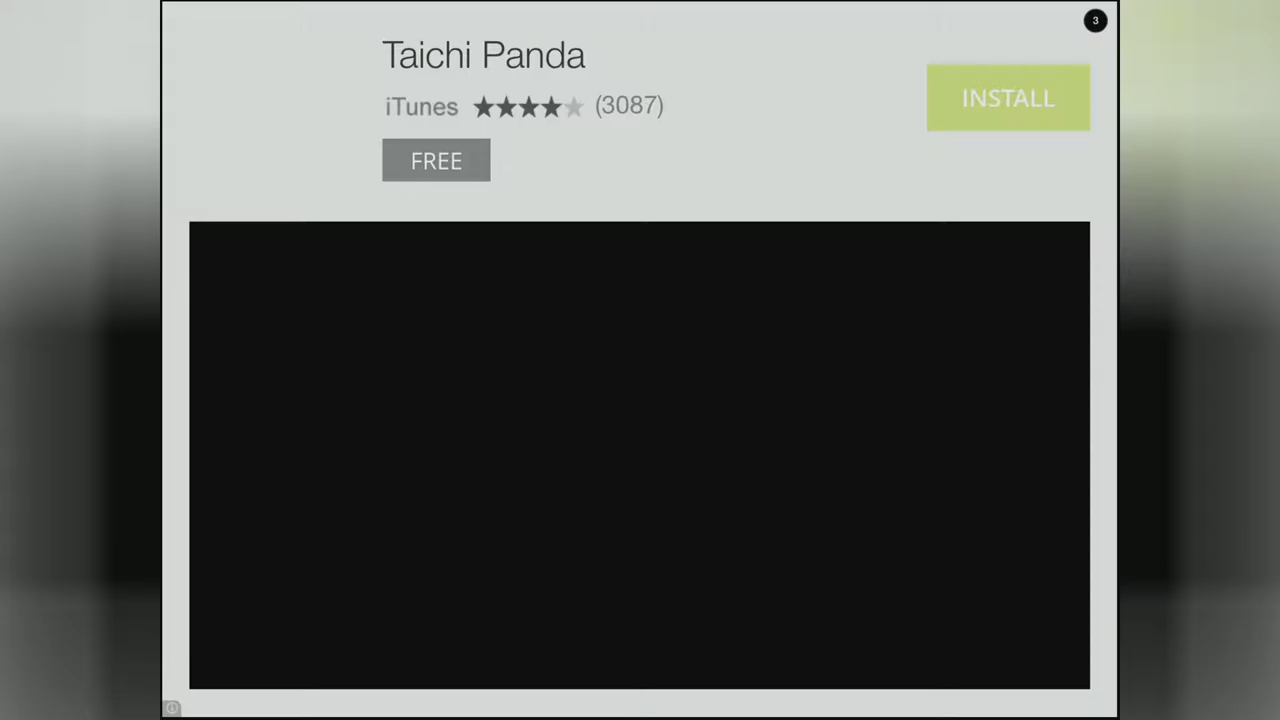 3
Taichi Panda
iTunes ★★★★★ (3087)
INSTALL
FREE